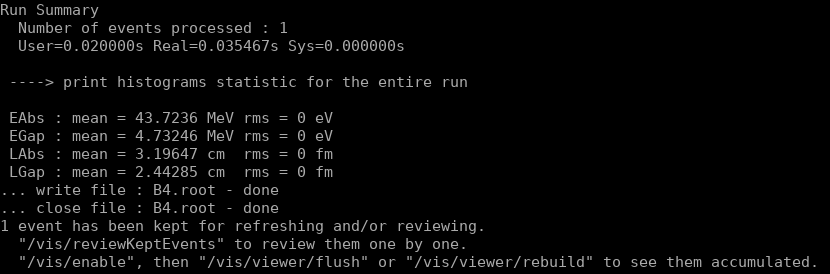 Run Summary
  Number of events processed : 1
  User=0.020000s Real=0.035467s Sys=0.000000s
 ----> print histograms statistic for the entire run
 EAbs : mean = 43.7236 MeV rms = 0 eV
 EGap : mean = 4.73246 MeV rms = 0 eV
 LAbs : mean = 3.19647 cm  rms = 0 fm
 LGap : mean = 2.44285 cm  rms = 0 fm
... write file : B4.root - done
... close file : B4.root - done
1 event has been kept for refreshing and/or reviewing.
  "/vis/reviewKeptEvents" to review them one by one.
  "/vis/enable", then "/vis/viewer/flush" or "/vis/viewer/rebuild" to see them accumulated.